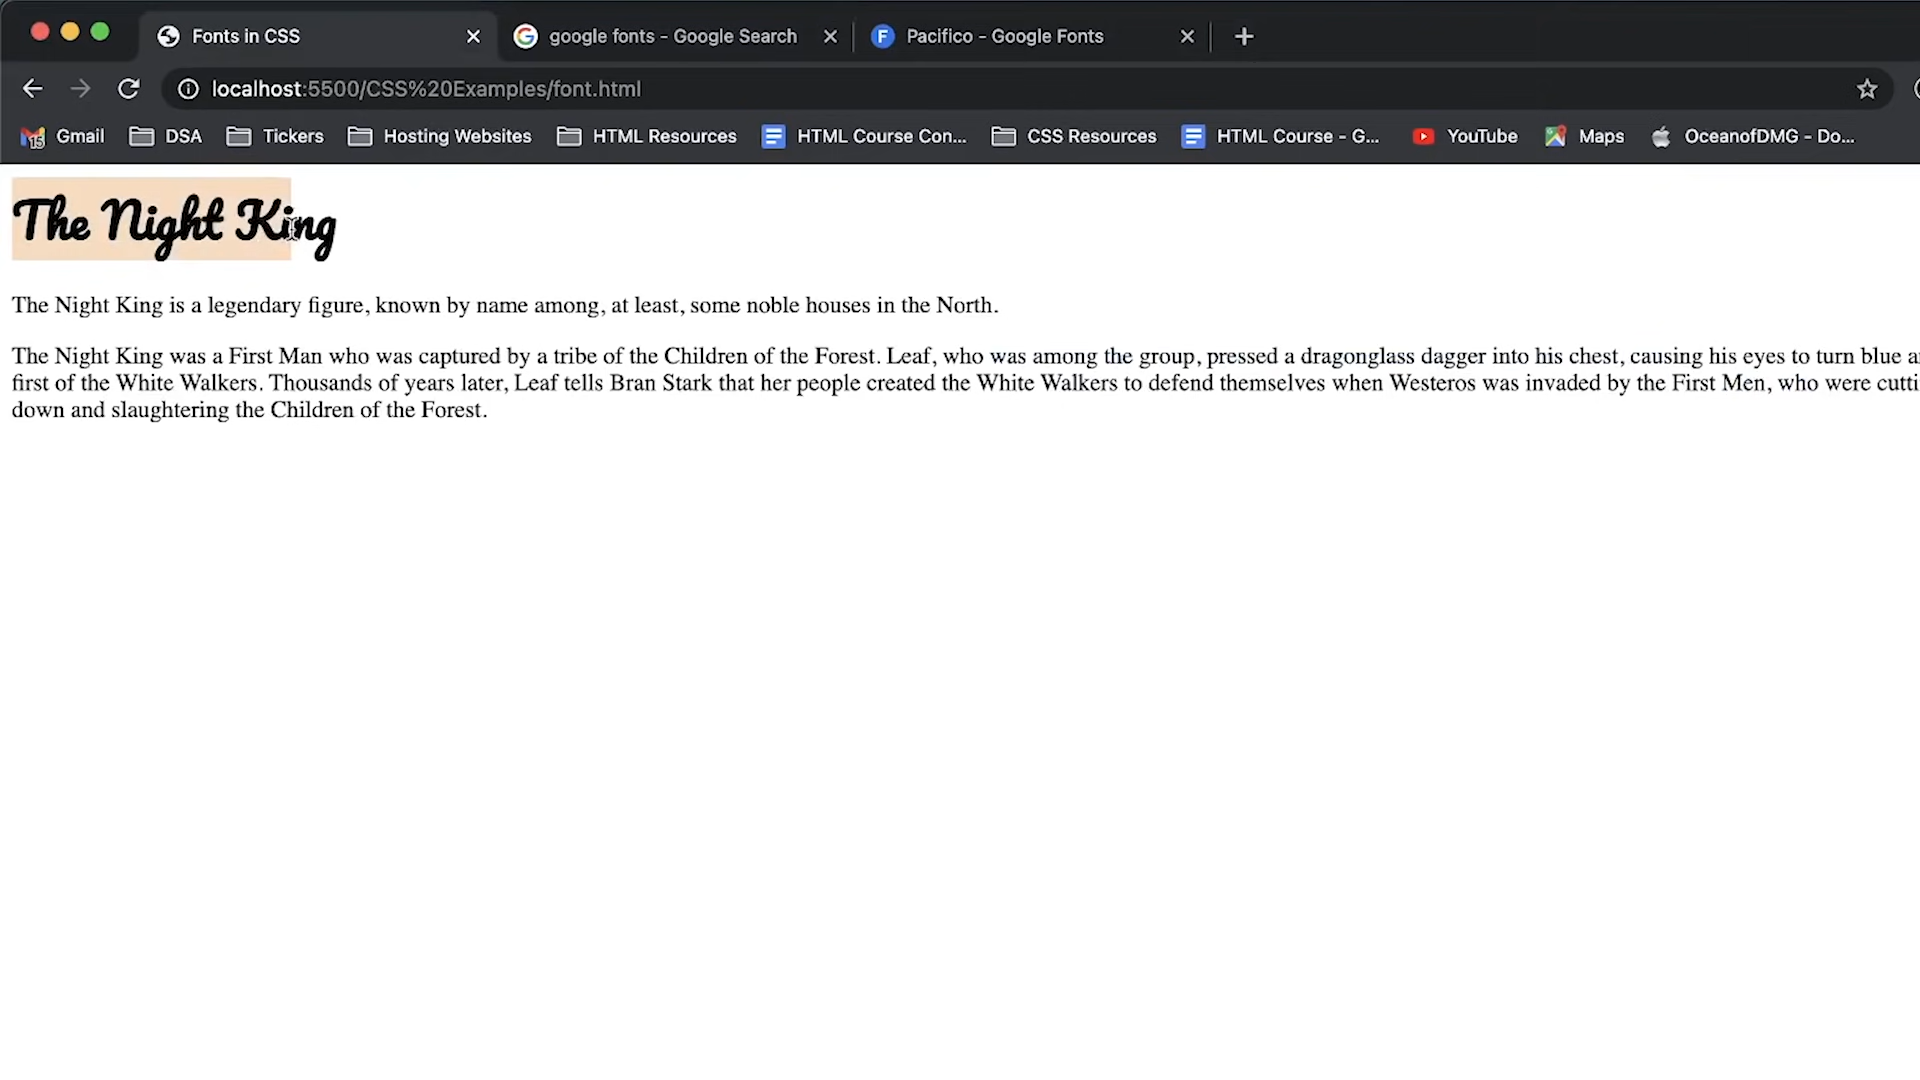 Fonts in CSS google fonts - Google Search Pacifico - Google Fonts
localhost:5500/CSS%20Examples/font.html
Gmail DSA Tickers Hosting Websites HTML Resources HTML Course Con... CSS Resources HTML Course - G... YouTube Maps OceanofDMG - Do...
The Night King
The Night King is a legendary figure, known by name among, at least, some noble houses in the North.
The Night King was a First Man who was captured by a tribe of the Children of the Forest. Leaf, who was among the group, pressed a dragonglass dagger into his chest, causing his eyes to turn blue
first of the White Walkers. Thousands of years later, Leaf tells Bran Stark that her people created the White Walkers to defend themselves when Westeros was invaded by the First Men, who were
down and slaughtering the Children of the Forest.